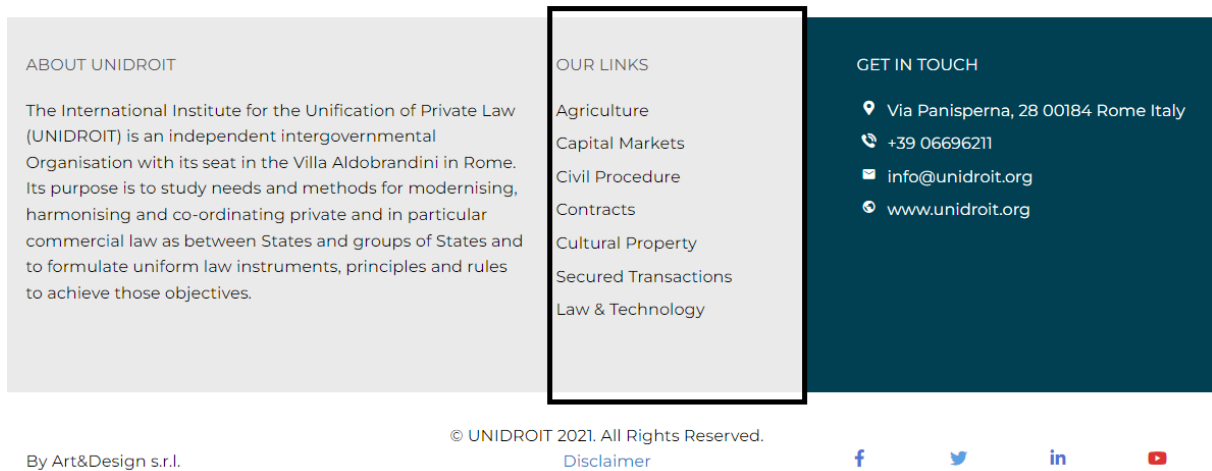 ABOUT UNIDROIT
The International Institute for the Unification of Private Law
(UNIDROIT) is an independent intergovernmental
Organisation with its seat in the Villa Aldobrandini in Rome.
Its purpose is to study needs and methods for modernising,
harmonising and co-ordinating private and in particular
commercial law as between States and groups of States and
to formulate uniform law instruments, principles and rules
to achieve those objectives.
OUR LINKS
Agriculture
Capital Markets
Civil Procedure
Contracts
Cultural Property
Secured Transactions
Law & Technology
GET IN TOUCH
Via Panisperna, 28 00184 Rome Italy
+39 06696211
info@unidroit.org
www.unidroit.org
© UNIDROIT 2021. All Rights Reserved.
By Art&Design s.r.l.
Disclaimer